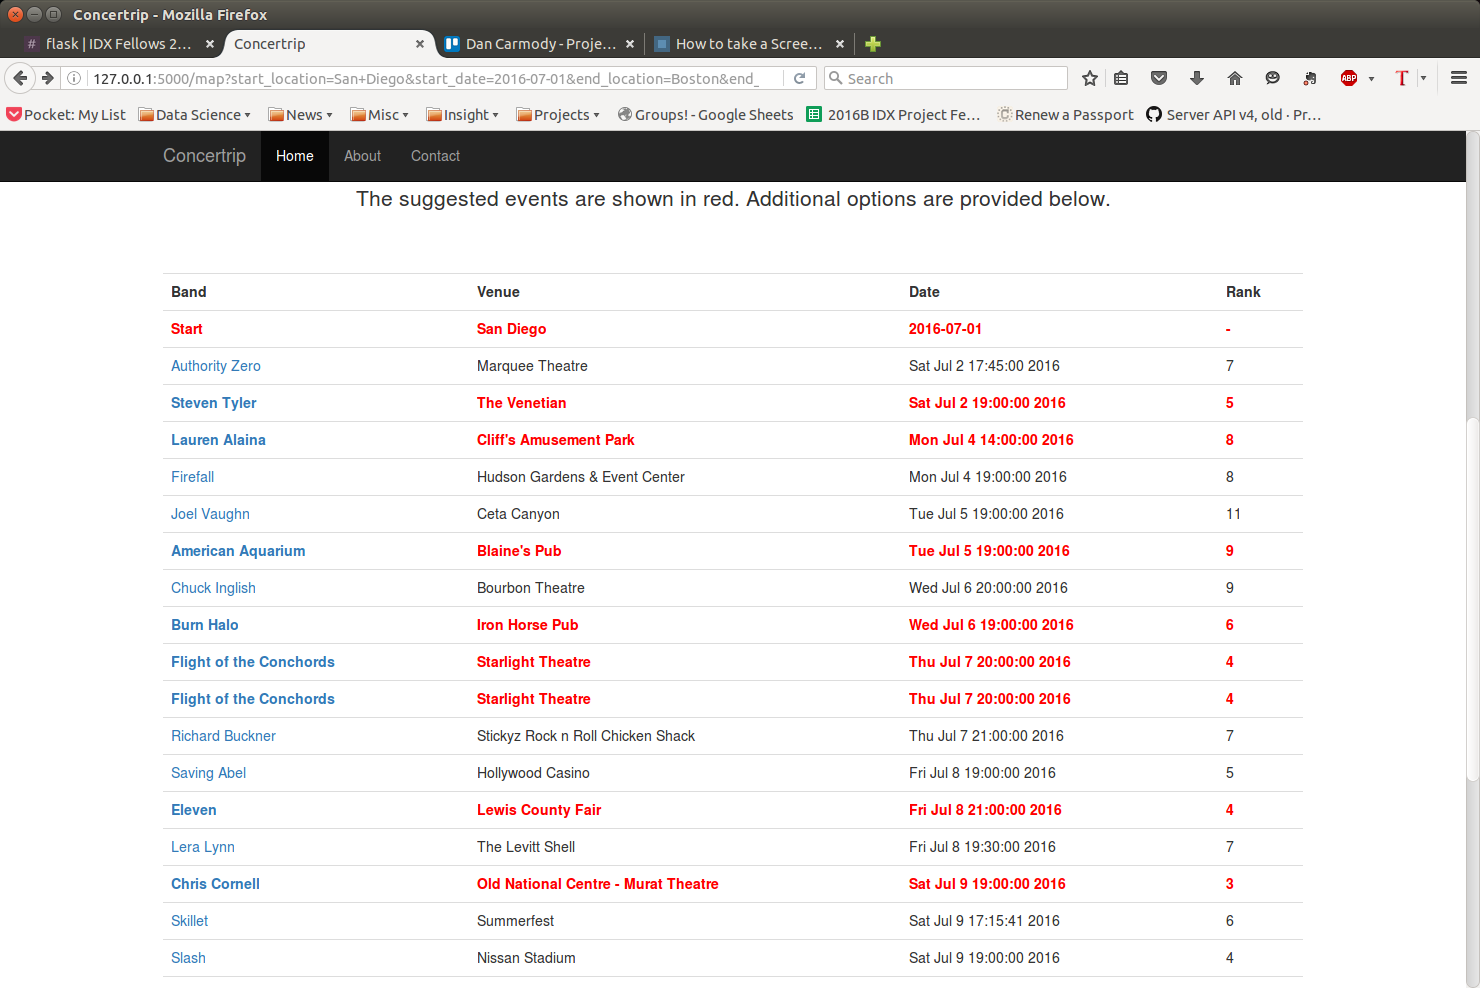 Concertrip - Mozilla Firefox
# flask | IDX Fellows 2... × Concertrip × Dan Carmody - Proje... × How to take a Scree... ×
127.0.0.1:5000/map?start_location=San+Diego&start_date=2016-07-01&end_location=Boston&end_ Search ABP T
Pocket: My List Data Science News Misc Insight Projects Groups! - Google Sheets 2016B IDX Project Fe... Renew a Passport Server API v4, old · Pr...
Concertrip Home About Contact
The suggested events are shown in red. Additional options are provided below.
Band Venue Date Rank
Start San Diego 2016-07-01 -
Authority Zero Marquee Theatre Sat Jul 2 17:45:00 2016 7
Steven Tyler The Venetian Sat Jul 2 19:00:00 2016 5
Lauren Alaina Cliff's Amusement Park Mon Jul 4 14:00:00 2016 8
Firefall Hudson Gardens & Event Center Mon Jul 4 19:00:00 2016 8
Joel Vaughn Ceta Canyon Tue Jul 5 19:00:00 2016 11
American Aquarium Blaine's Pub Tue Jul 5 19:00:00 2016 9
Chuck Inglish Bourbon Theatre Wed Jul 6 20:00:00 2016 9
Burn Halo Iron Horse Pub Wed Jul 6 19:00:00 2016 6
Flight of the Conchords Starlight Theatre Thu Jul 7 20:00:00 2016 4
Flight of the Conchords Starlight Theatre Thu Jul 7 20:00:00 2016 4
Richard Buckner Stickyz Rock n Roll Chicken Shack Thu Jul 7 21:00:00 2016 7
Saving Abel Hollywood Casino Fri Jul 8 19:00:00 2016 5
Eleven Lewis County Fair Fri Jul 8 21:00:00 2016 4
Lera Lynn The Levitt Shell Fri Jul 8 19:30:00 2016 7
Chris Cornell Old National Centre - Murat Theatre Sat Jul 9 19:00:00 2016 3
Skillet Summerfest Sat Jul 9 17:15:41 2016 6
Slash Nissan Stadium Sat Jul 9 19:00:00 2016 4